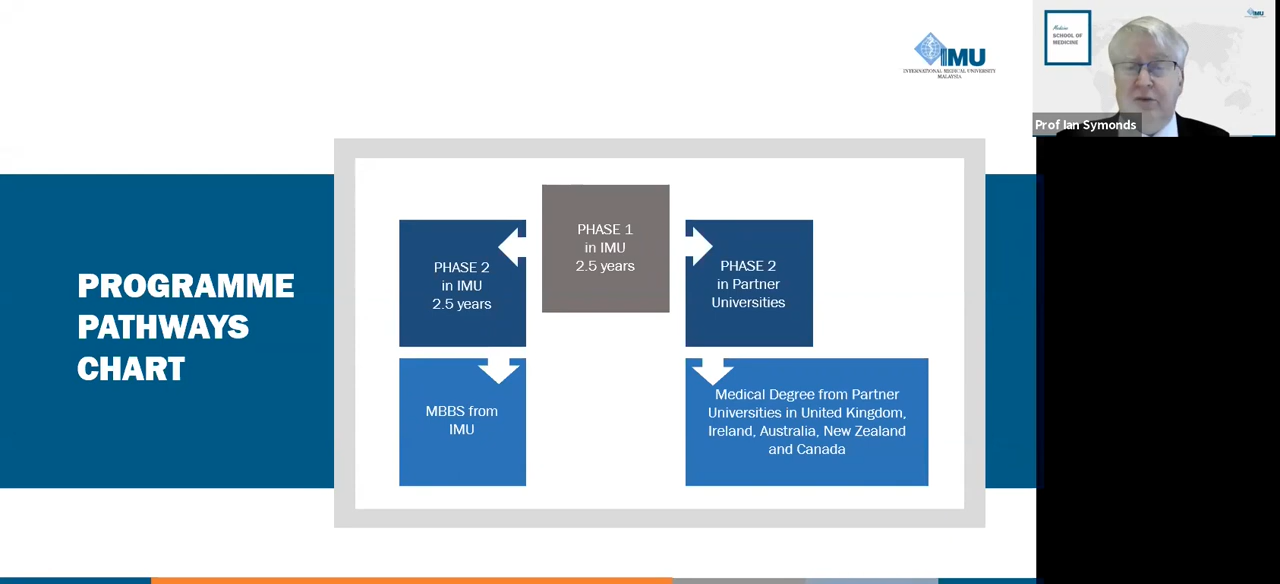 IMU
INTERNATIONAL MEDICAL UNIVERSITY
MALAYSIA
Medicine
SCHOOL OF
MEDICINE
IMU
Prof Ian Symonds
PROGRAMME
PATHWAYS
CHART
PHASE 1
in IMU
2.5 years
PHASE 2
in IMU
2.5 years
PHASE 2
in Partner
Universities
MBBS from
IMU
Medical Degree from Partner
Universities in United Kingdom,
Ireland, Australia, New Zealand
and Canada